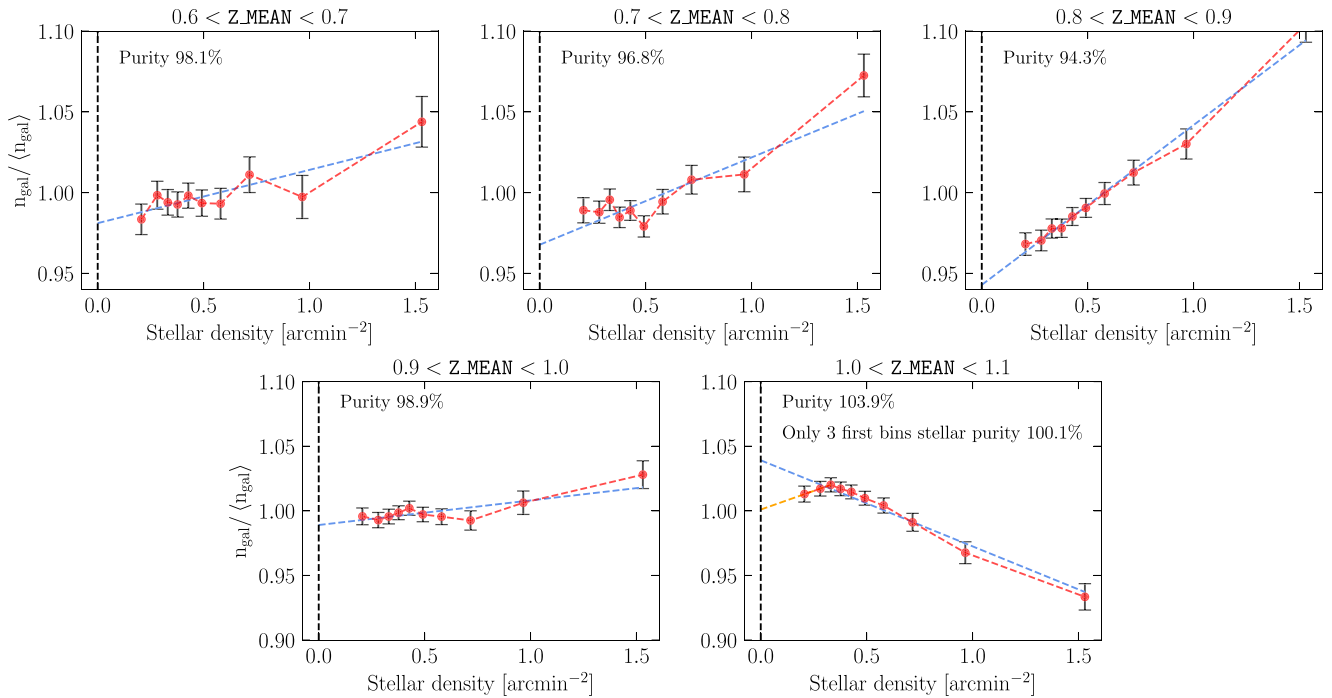 0.6 < Z_MEAN < 0.7
0.7 < Z_MEAN < 0.8
0.8 < Z_MEAN < 0.9
1.10
Purity 98.1%
1.10
Purity 96.8%
1.10
Purity 94.3%
1.05
1.05
1.05
n_gal/ ⟨n_gal⟩
1.00
1.00
1.00
0.95
0.95
0.95
0.0 0.5 1.0 1.5
0.0 0.5 1.0 1.5
0.0 0.5 1.0 1.5
Stellar density [arcmin⁻²]
Stellar density [arcmin⁻²]
Stellar density [arcmin⁻²]
0.9 < Z_MEAN < 1.0
1.0 < Z_MEAN < 1.1
1.10
Purity 98.9%
1.10
Purity 103.9%
Only 3 first bins stellar purity 100.1%
1.05
1.05
n_gal/ ⟨n_gal⟩
1.00
1.00
0.95
0.95
0.90
0.90
0.0 0.5 1.0 1.5
0.0 0.5 1.0 1.5
Stellar density [arcmin⁻²]
Stellar density [arcmin⁻²]